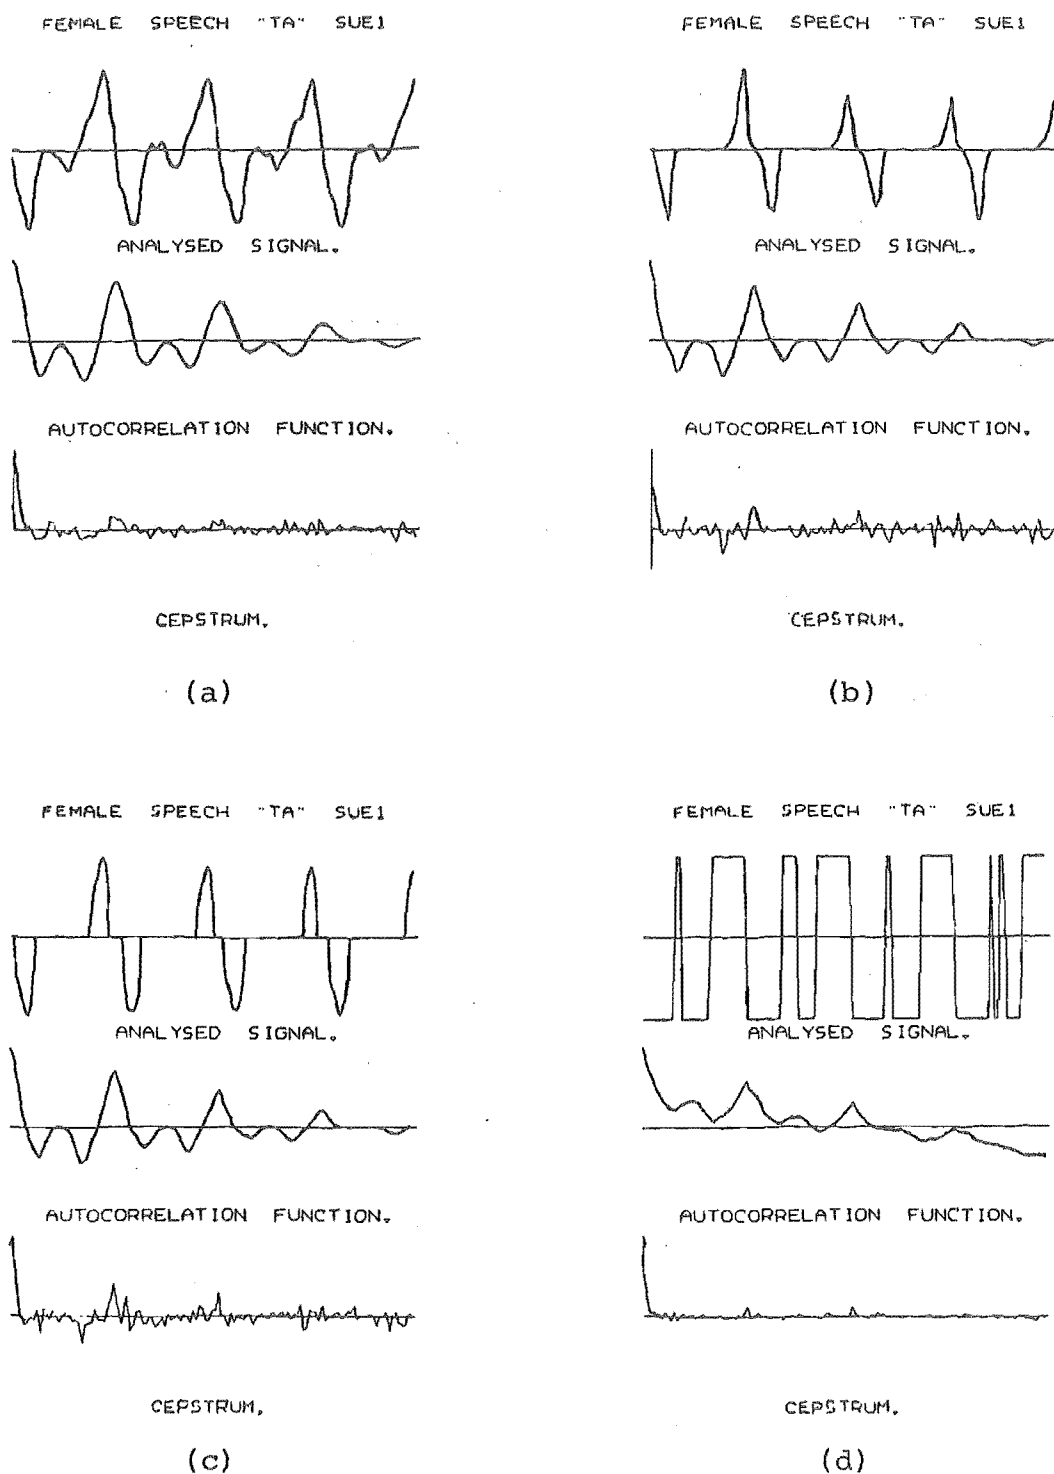 FEMALE SPEECH "TA" SUE1
ANALYSED SIGNAL.
AUTOCORRELATION FUNCTION.
CEPSTRUM.
(a)
FEMALE SPEECH "TA" SUE1
ANALYSED SIGNAL.
AUTOCORRELATION FUNCTION.
CEPSTRUM.
(b)
FEMALE SPEECH "TA" SUE1
ANALYSED SIGNAL.
AUTOCORRELATION FUNCTION.
CEPSTRUM.
(c)
FEMALE SPEECH "TA" SUE1
ANALYSED SIGNAL.
AUTOCORRELATION FUNCTION.
CEPSTRUM.
(d)